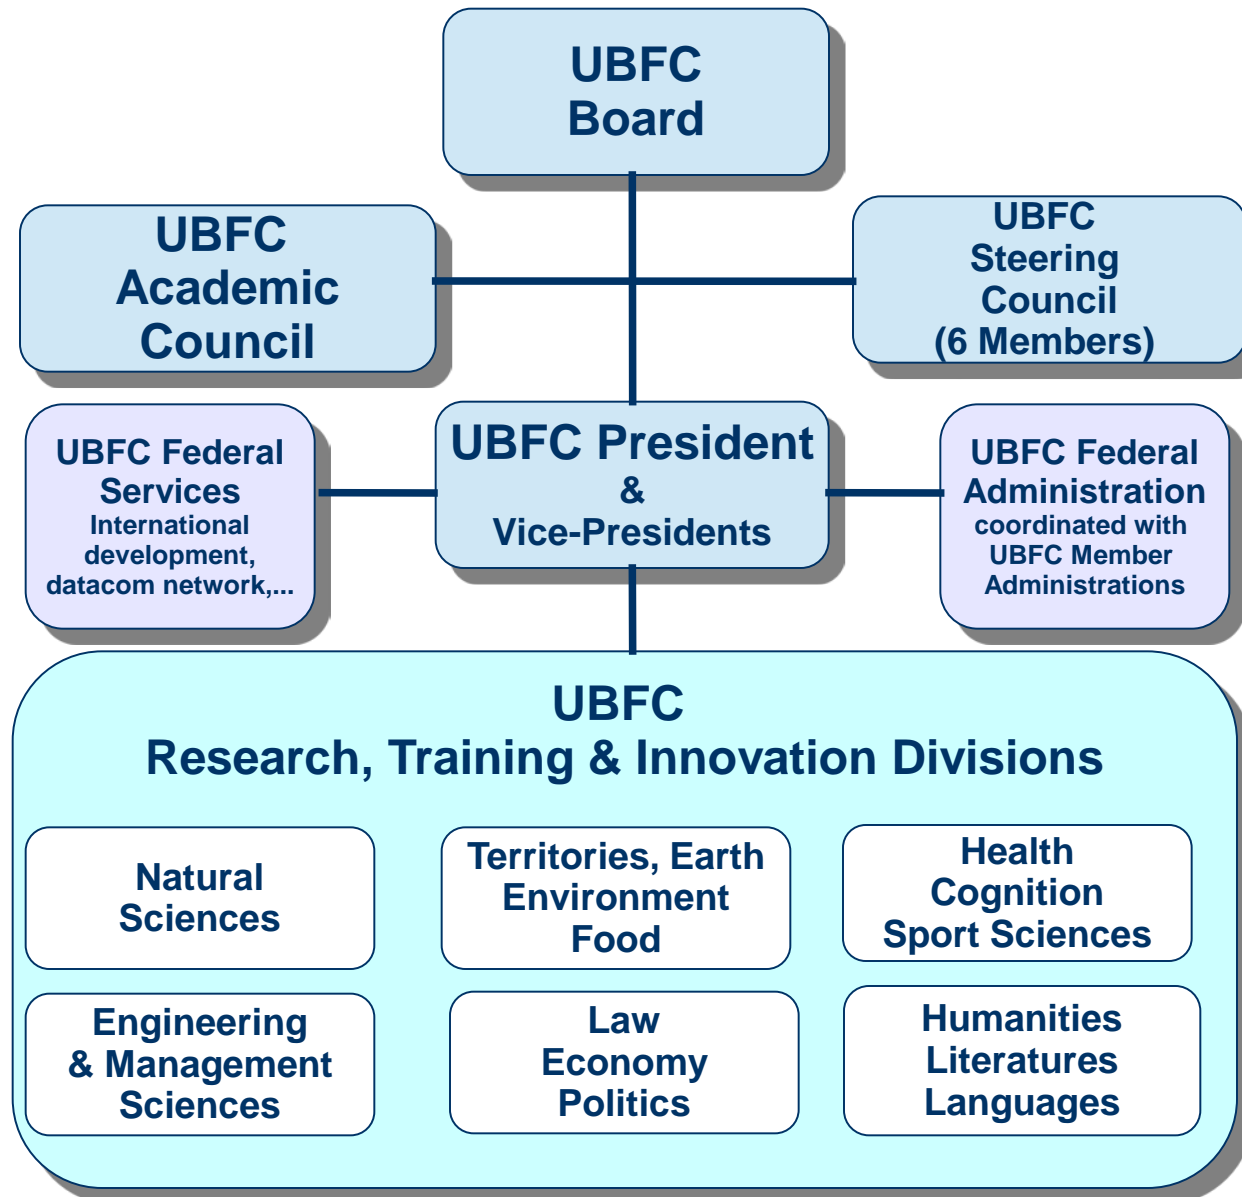 UBFC
Board
UBFC
Academic
Council
UBFC
Steering
Council
(6 Members)
UBFC Federal
Services
International
development,
datacom network,...
UBFC President
&
Vice-Presidents
UBFC Federal
Administration
coordinated with
UBFC Member
Administrations
UBFC
Research, Training & Innovation Divisions
Natural
Sciences
Territories, Earth
Environment
Food
Health
Cognition
Sport Sciences
Engineering
& Management
Sciences
Law
Economy
Politics
Humanities
Literatures
Languages